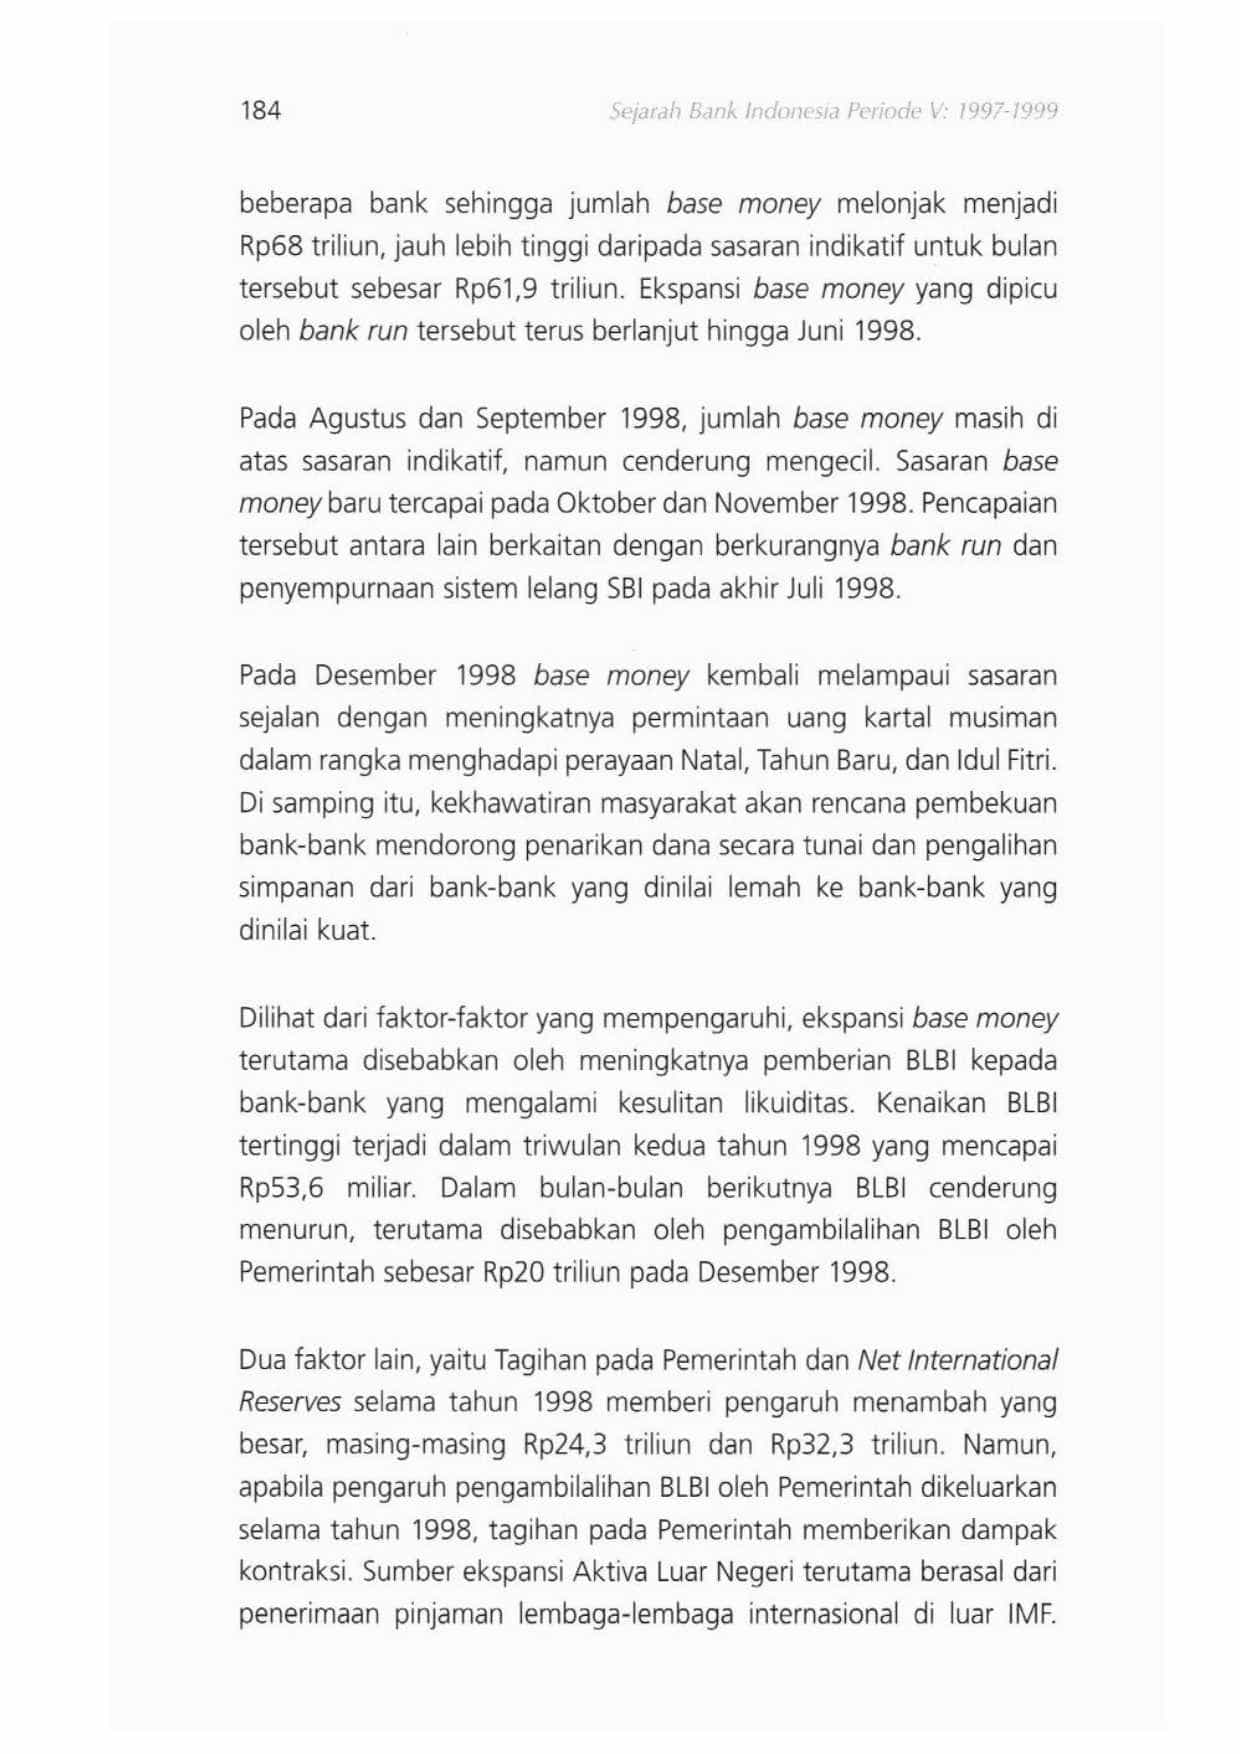 184
Sejarah Bank Indonesia Periode V: 1997-1999
beberapa bank sehingga jumlah base money melonjak menjadi
Rp68 triliun, jauh lebih tinggi daripada sasaran indikatif untuk bulan
tersebut sebesar Rp61,9 triliun. Ekspansi base money yang dipicu
oleh bank run tersebut terus berlanjut hingga Juni 1998.
Pada Agustus dan September 1998, jumlah base money masih di
atas sasaran indikatif, namun cenderung mengecil. Sasaran base
money baru tercapai pada Oktober dan November 1998. Pencapaian
tersebut antara lain berkaitan dengan berkurangnya bank run dan
penyempurnaan sistem lelang SBI pada akhir Juli 1998.
Pada Desember 1998 base money kembali melampaui sasaran
sejalan dengan meningkatnya permintaan uang kartal musiman
dalam rangka menghadapi perayaan Natal, Tahun Baru, dan Idul Fitri.
Di samping itu, kekhawatiran masyarakat akan rencana pembekuan
bank-bank mendorong penarikan dana secara tunai dan pengalihan
simpanan dari bank-bank yang dinilai lemah ke bank-bank yang
dinilai kuat.
Dilihat dari faktor-faktor yang mempengaruhi, ekspansi base money
terutama disebabkan oleh meningkatnya pemberian BLBI kepada
bank-bank yang mengalami kesulitan likuiditas. Kenaikan BLBI
tertinggi terjadi dalam triwulan kedua tahun 1998 yang mencapai
Rp53,6 miliar. Dalam bulan-bulan berikutnya BLBI cenderung
menurun, terutama disebabkan oleh pengambilalihan BLBI oleh
Pemerintah sebesar Rp20 triliun pada Desember 1998.
Dua faktor lain, yaitu Tagihan pada Pemerintah dan Net International
Reserves selama tahun 1998 memberi pengaruh menambah yang
besar, masing-masing Rp24,3 triliun dan Rp32,3 triliun. Namun,
apabila pengaruh pengambilalihan BLBI oleh Pemerintah dikeluarkan
selama tahun 1998, tagihan pada Pemerintah memberikan dampak
kontraksi. Sumber ekspansi Aktiva Luar Negeri terutama berasal dari
penerimaan pinjaman lembaga-lembaga internasional di luar IMF.